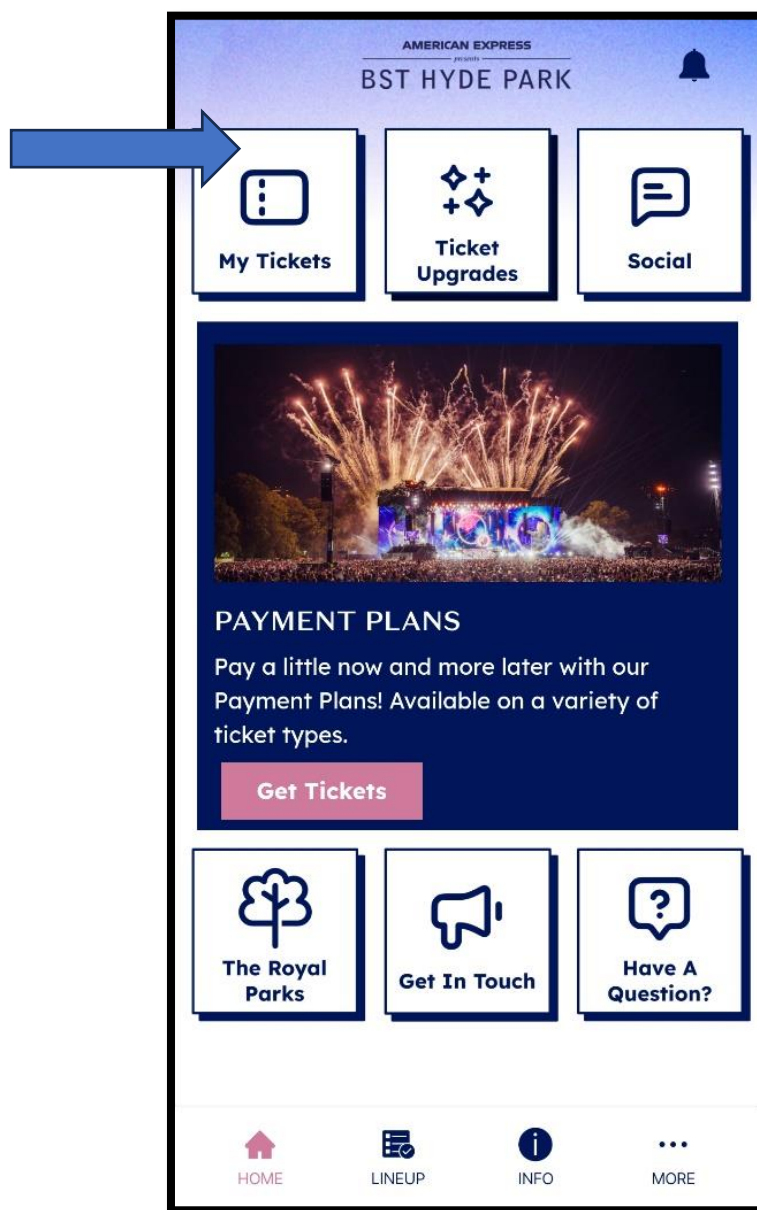 AMERICAN EXPRESS
presents
BST HYDE PARK
My Tickets
Ticket
Upgrades
Social
PAYMENT PLANS
Pay a little now and more later with our
Payment Plans! Available on a variety of
ticket types.
Get Tickets
The Royal
Parks
Get In Touch
Have A
Question?
HOME
LINEUP
INFO
MORE